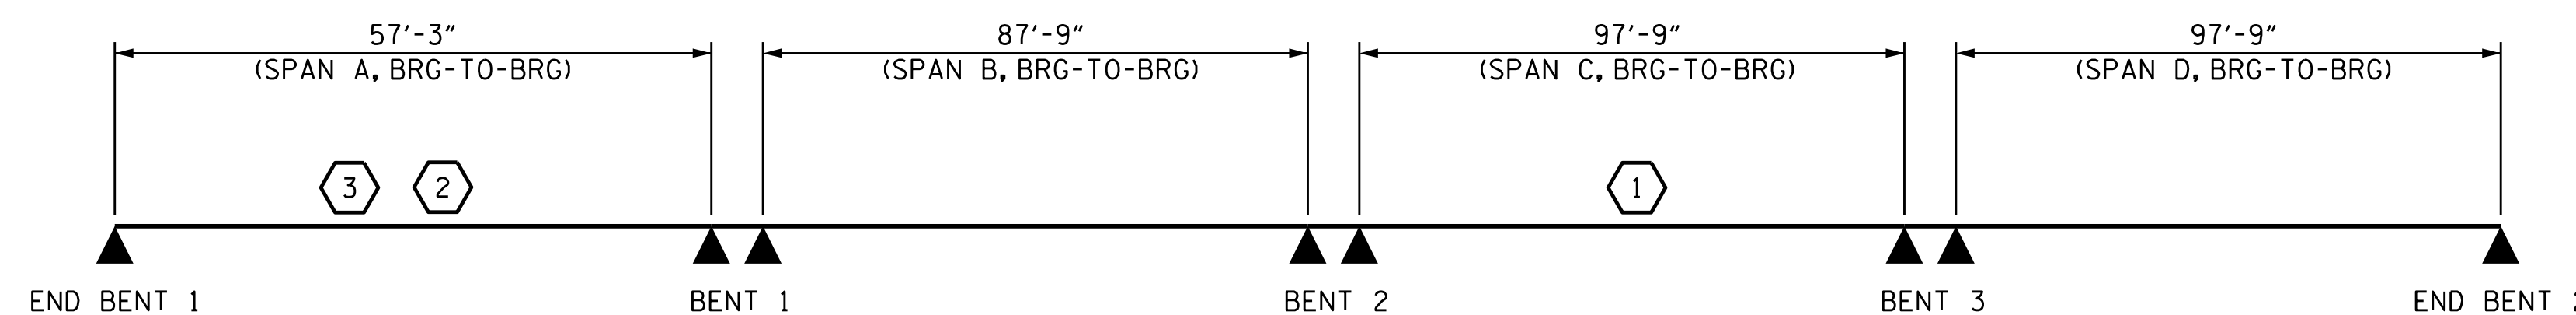 57'-3" 87'-9" 97'-9" 97'-9"
(SPAN A, BRG-TO-BRG) (SPAN B, BRG-TO-BRG) (SPAN C, BRG-TO-BRG) (SPAN D, BRG-TO-BRG)
3 2 1
END BENT 1 BENT 1 BENT 2 BENT 3 END BENT